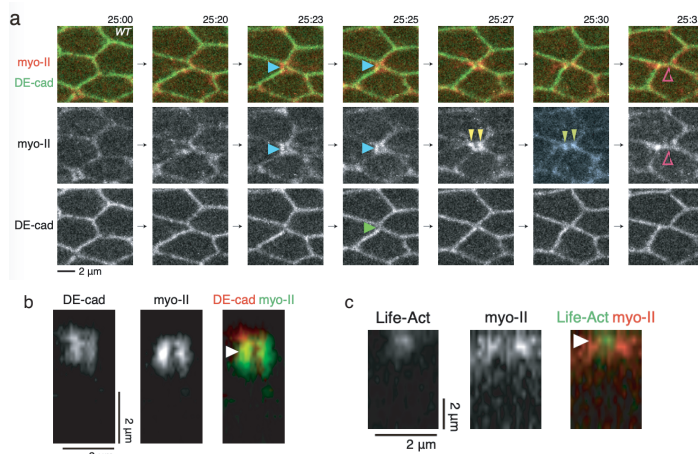 a
25:00 25:20 25:23 25:25 25:27 25:30 25:3
WT
myo-II
DE-cad
myo-II
DE-cad
2 μm
b
DE-cad myo-II DE-cad myo-II
2 μm
c
Life-Act myo-II Life-Act myo-II
2 μm
2 μm